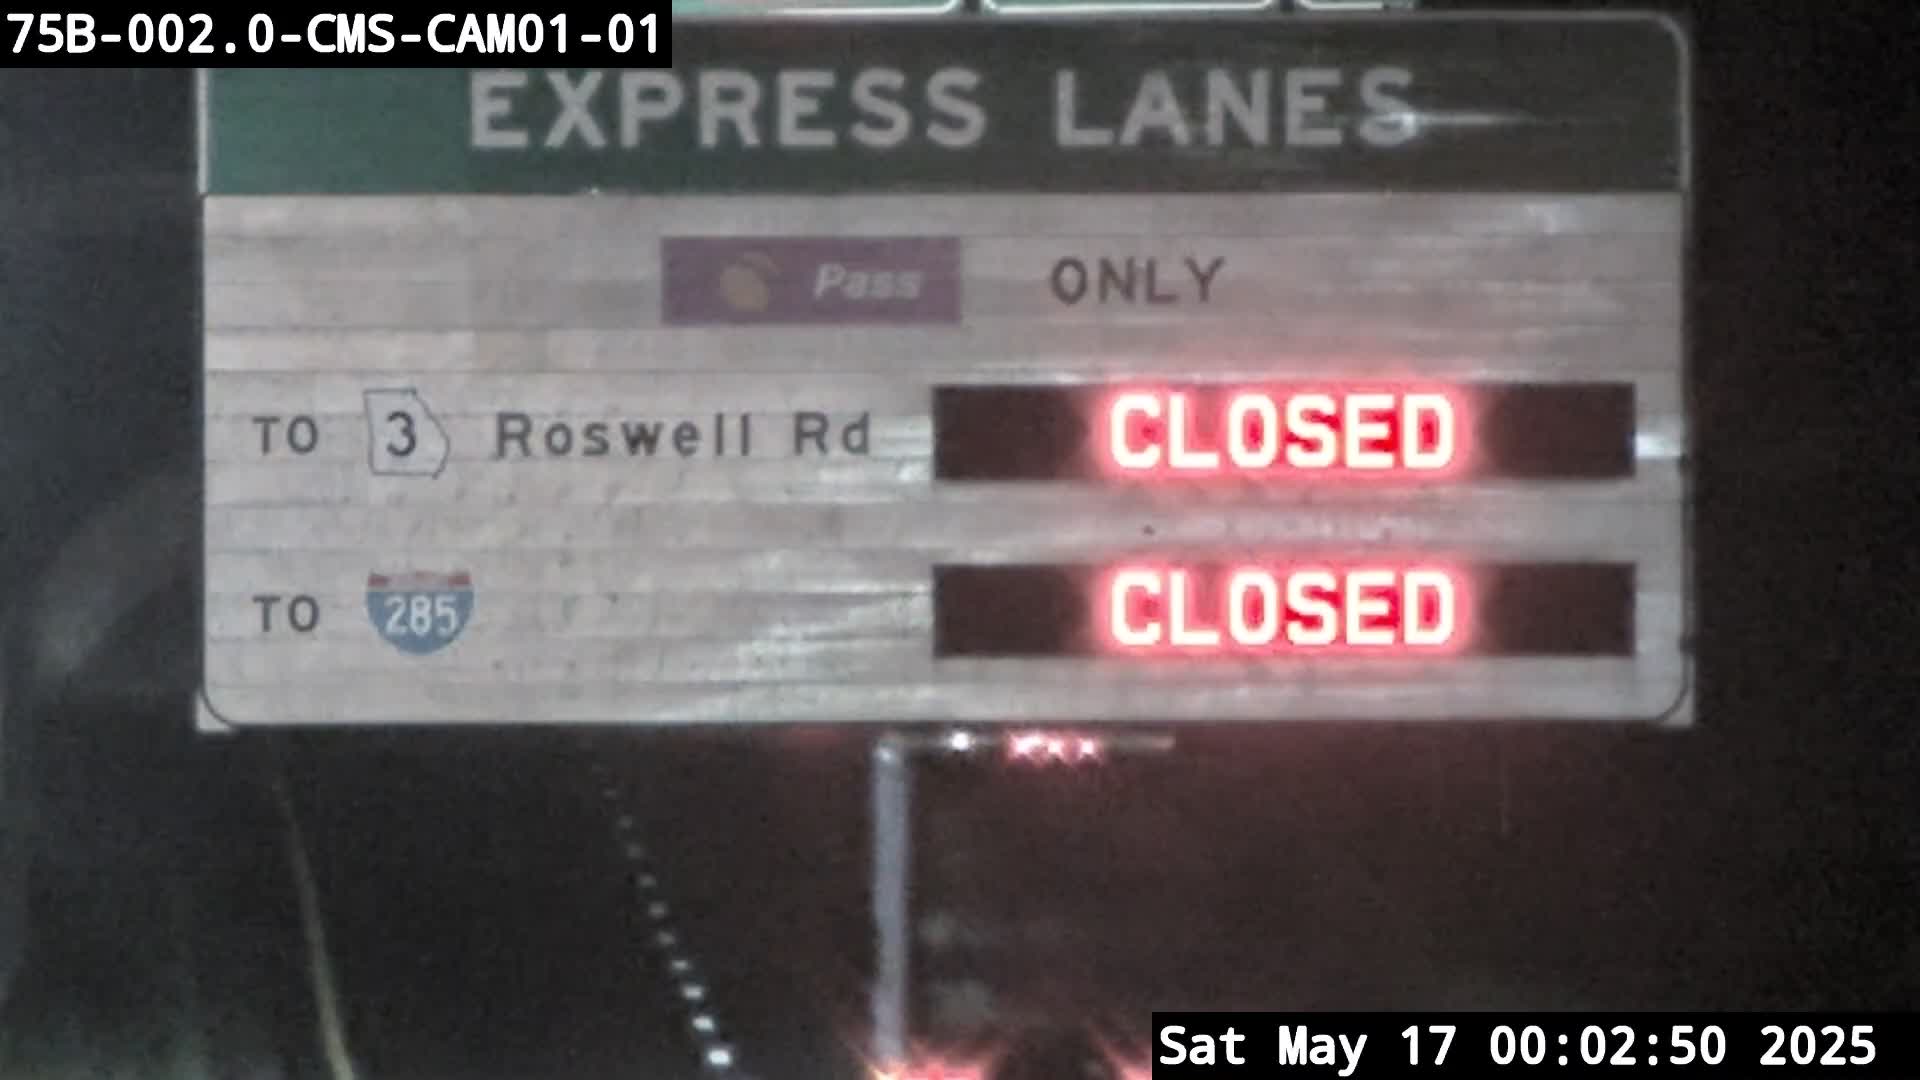 75B-002.0-CMS-CAM01-01
EXPRESS LANES
Pass ONLY
TO 3 Roswell Rd CLOSED
TO 285 CLOSED
Sat May 17 00:02:50 2025